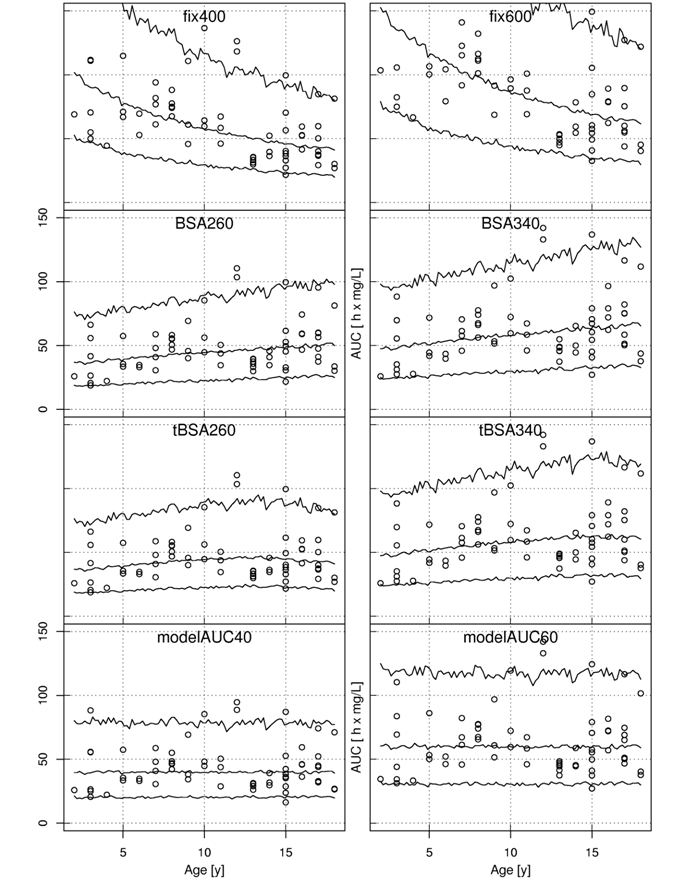 fix400
fix600
150
100
50
0
BSA260
AUC [ h x mg/L]
BSA340
tBSA260
tBSA340
150
100
50
0
modelAUC40
AUC [ h x mg/L]
modelAUC60
5
10
15
Age [y]
5
10
15
Age [y]